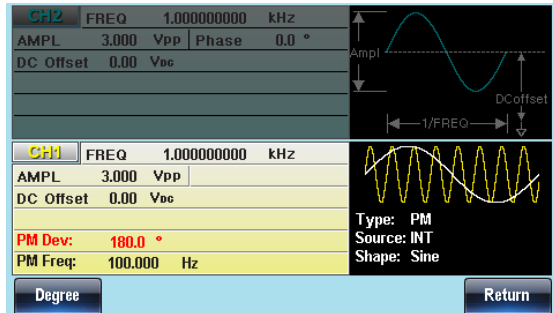 CH2 FREQ 1.000000000 kHz
AMPL 3.000 Vpp Phase 0.0 °
DC Offset 0.00 VDC
Ampl
DCoffset
1/FREQ
CH1 FREQ 1.000000000 kHz
AMPL 3.000 Vpp
DC Offset 0.00 VDC
PM Dev: 180.0 °
PM Freq: 100.000 Hz
Type: PM
Source: INT
Shape: Sine
Degree
Return